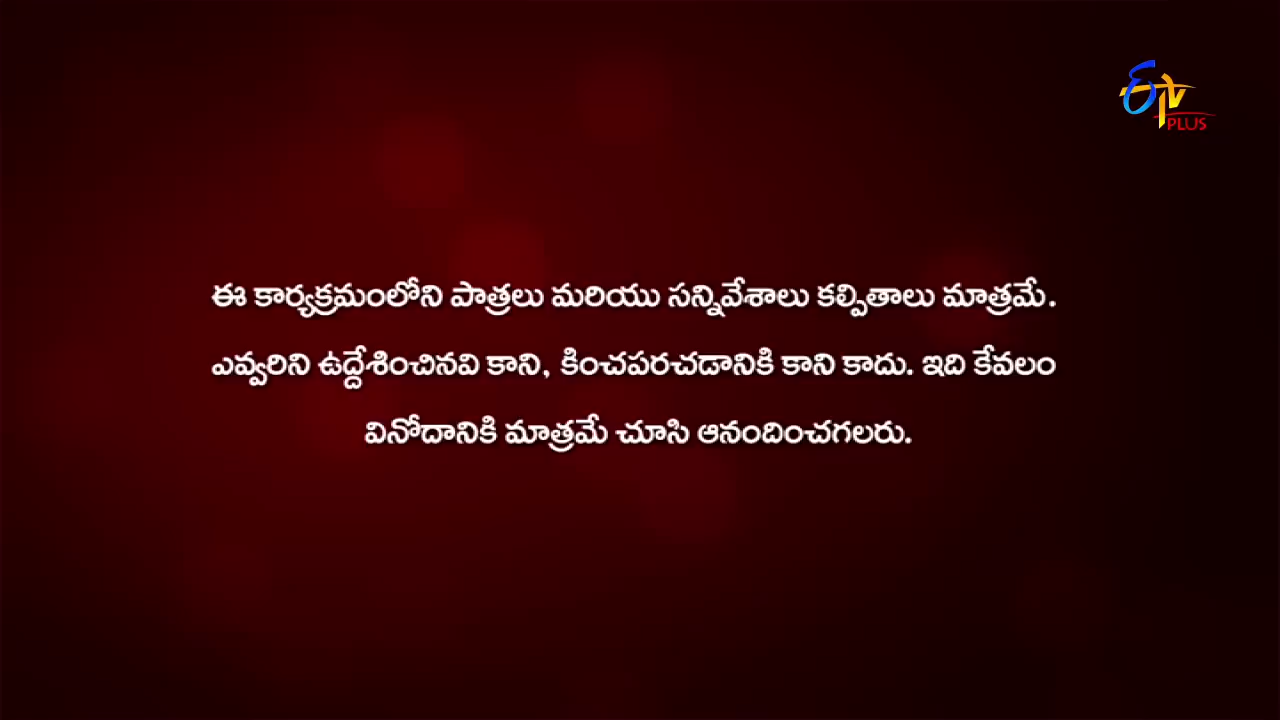 ETV
PLUS
ఈ కార్యక్రమంలోని పాత్రలు మరియు సన్నివేశాలు కల్పితాలు మాత్రమే.
ఎవ్వరిని ఉద్దేశించినవి కాని, కించపరచడానికి కాని కాదు. ఇది కేవలం
వినోదానికి మాత్రమే చూసి ఆనందించగలరు.